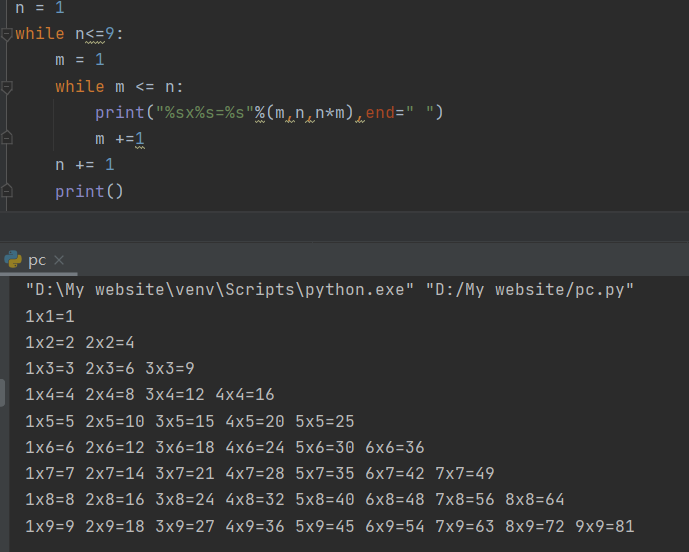 n = 1
while n<=9:
    m = 1
    while m <= n:
        print("%sx%s=%s"%(m,n,n*m),end=" ")
        m +=1
    n += 1
    print()
pc
"D:\My website\venv\Scripts\python.exe" "D:/My website/pc.py"
1x1=1
1x2=2 2x2=4
1x3=3 2x3=6 3x3=9
1x4=4 2x4=8 3x4=12 4x4=16
1x5=5 2x5=10 3x5=15 4x5=20 5x5=25
1x6=6 2x6=12 3x6=18 4x6=24 5x6=30 6x6=36
1x7=7 2x7=14 3x7=21 4x7=28 5x7=35 6x7=42 7x7=49
1x8=8 2x8=16 3x8=24 4x8=32 5x8=40 6x8=48 7x8=56 8x8=64
1x9=9 2x9=18 3x9=27 4x9=36 5x9=45 6x9=54 7x9=63 8x9=72 9x9=81